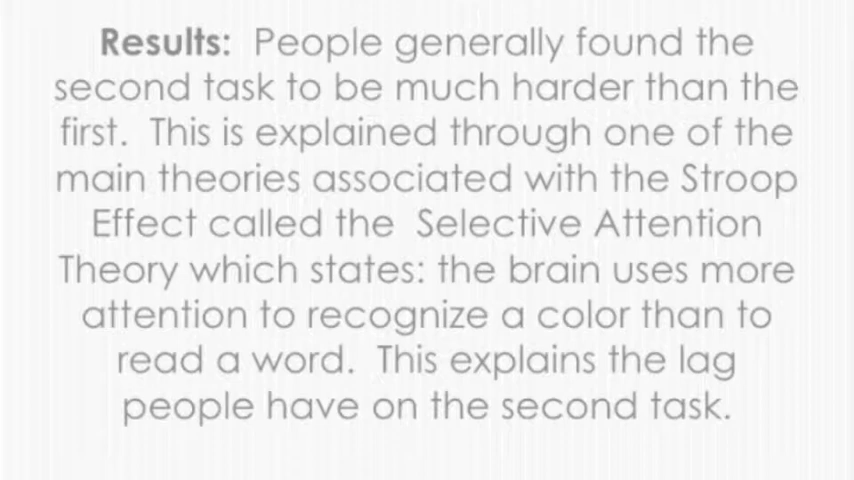 Results: People generally found the
second task to be much harder than the
first. This is explained through one of the
main theories associated with the Stroop
Effect called the Selective Attention
Theory which states: the brain uses more
attention to recognize a color than to
read a word. This explains the lag
people have on the second task.